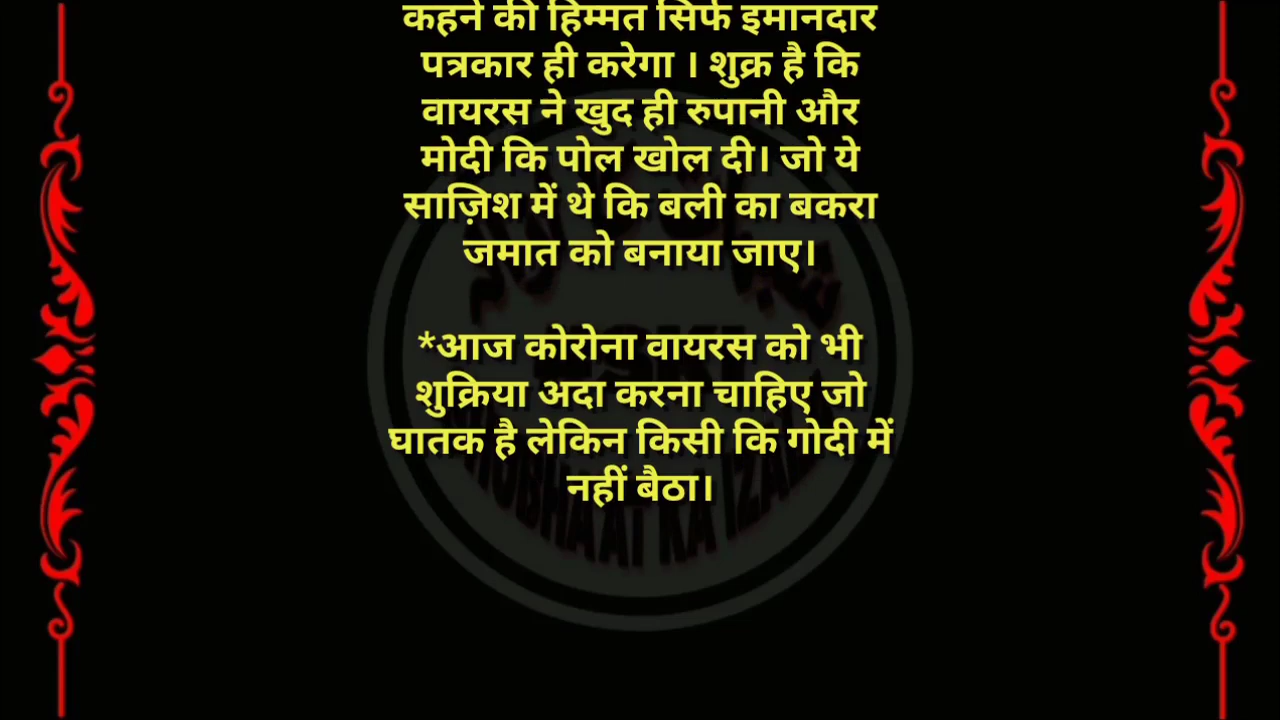 कहने की हिम्मत सिर्फ इमानदार
पत्रकार ही करेगा । शुक्र है कि
वायरस ने खुद ही रुपानी और
मोदी कि पोल खोल दी। जो ये
साज़िश में थे कि बली का बकरा
जमात को बनाया जाए।
*आज कोरोना वायरस को भी
शुक्रिया अदा करना चाहिए जो
घातक है लेकिन किसी कि गोदी में
नहीं बैठा।